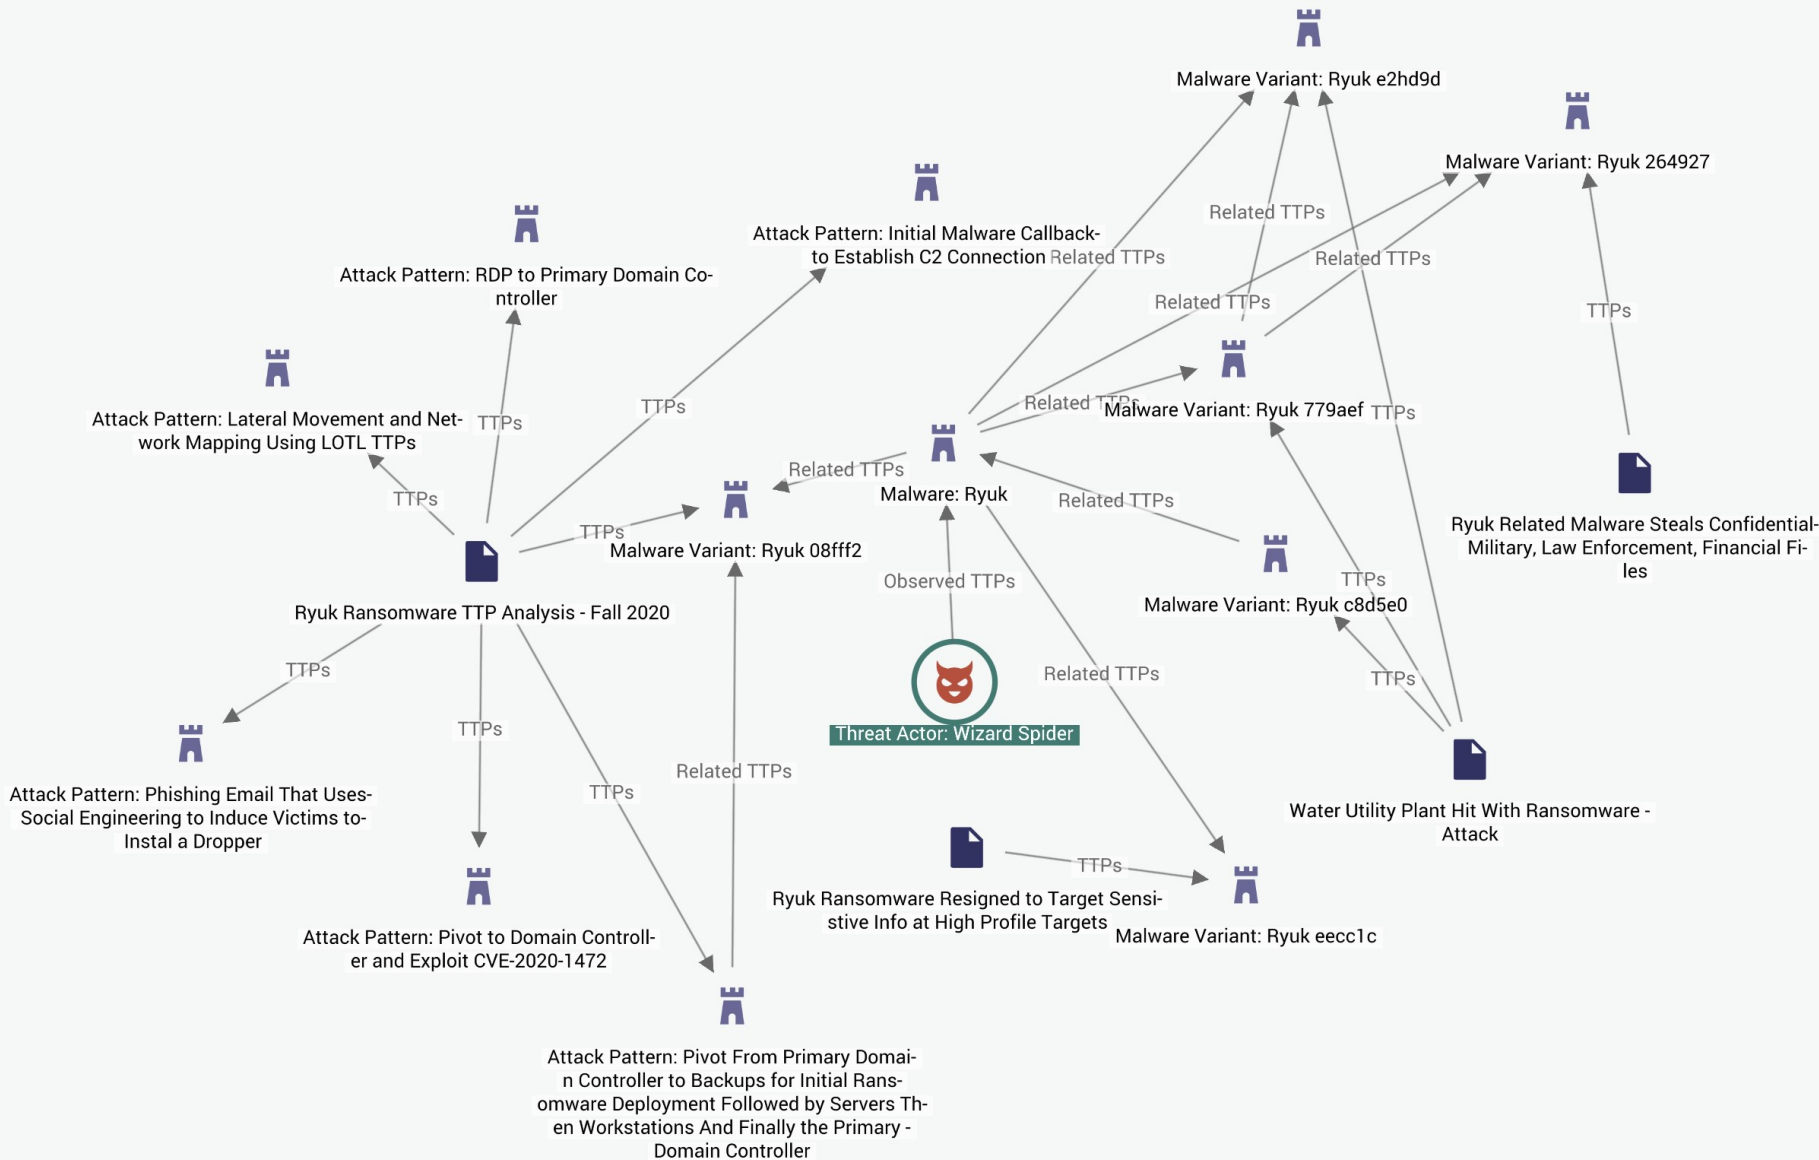 Malware Variant: Ryuk e2hd9d
Malware Variant: Ryuk 264927
Related TTPs
Attack Pattern: Initial Malware Callback-
to Establish C2 Connection
Related TTPs
Related TTPs
Related TTPs
Attack Pattern: RDP to Primary Domain Co-
ntroller
TTPs
Attack Pattern: Lateral Movement and Net-
work Mapping Using LOTL TTPs
TTPs
TTPs
TTPs
Related TTPs
Malware Variant: Ryuk 779aef
TTPs
Related TTPs
Malware: Ryuk
Related TTPs
TTPs
Malware Variant: Ryuk 08fff2
Ryuk Related Malware Steals Confidential-
Military, Law Enforcement, Financial Fi-
les
Observed TTPs
TTPs
Malware Variant: Ryuk c8d5e0
Ryuk Ransomware TTP Analysis - Fall 2020
TTPs
Related TTPs
TTPs
Threat Actor: Wizard Spider
TTPs
Related TTPs
TTPs
Attack Pattern: Phishing Email That Uses-
Social Engineering to Induce Victims to-
Instal a Dropper
Water Utility Plant Hit With Ransomware -
Attack
TTPs
Ryuk Ransomware Resigned to Target Sensi-
stive Info at High Profile Targets
Malware Variant: Ryuk eecc1c
Attack Pattern: Pivot to Domain Controll-
er and Exploit CVE-2020-1472
Attack Pattern: Pivot From Primary Domai-
n Controller to Backups for Initial Rans-
omware Deployment Followed by Servers Th-
en Workstations And Finally the Primary -
Domain Controller